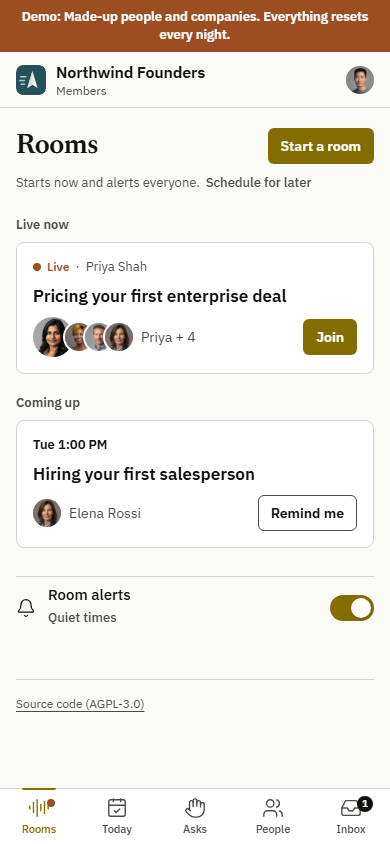 Demo: Made-up people and companies. Everything resets
every night.
Northwind Founders
Members
Rooms
Start a room
Starts now and alerts everyone. Schedule for later
Live now
Live · Priya Shah
Pricing your first enterprise deal
Priya + 4
Join
Coming up
Tue 1:00 PM
Hiring your first salesperson
Elena Rossi
Remind me
Room alerts
Quiet times
Source code (AGPL-3.0)
1
Rooms
Today
Asks
People
Inbox